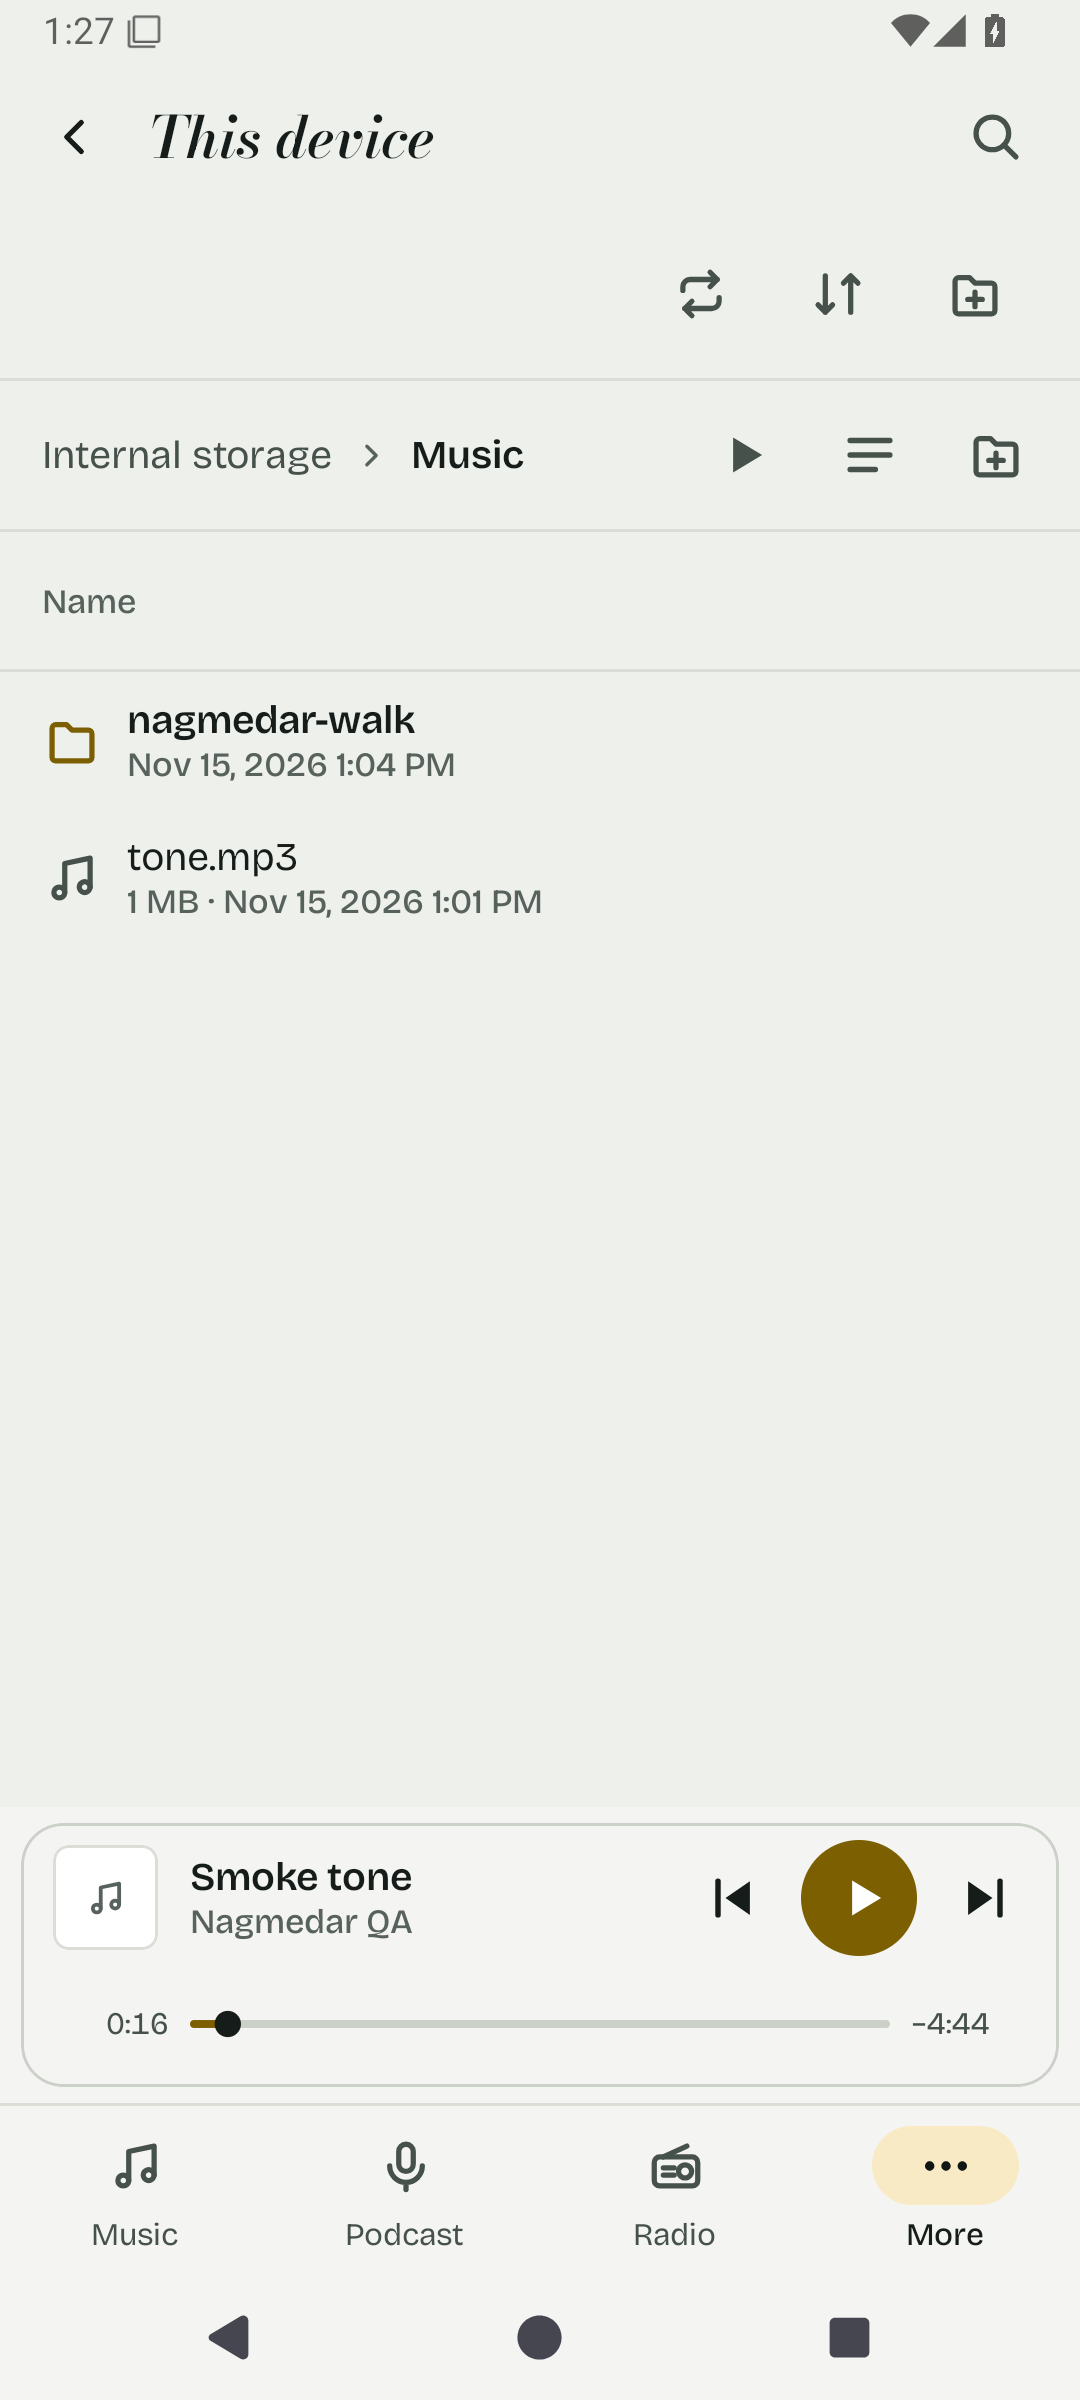 1:27
This device
Internal storage > Music
Name
nagmedar-walk
Nov 15, 2026 1:04 PM
tone.mp3
1 MB · Nov 15, 2026 1:01 PM
Smoke tone
Nagmedar QA
0:16
−4:44
Music
Podcast
Radio
More